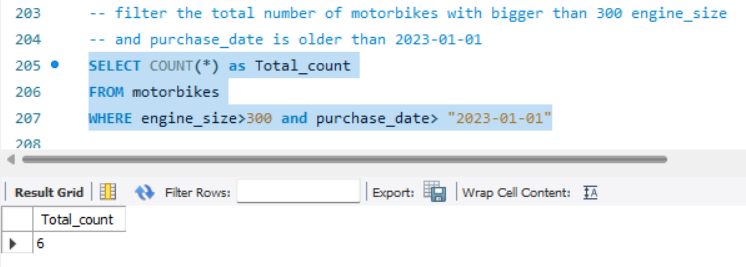 203 -- filter the total number of motorbikes with bigger than 300 engine_size
204 -- and purchase_date is older than 2023-01-01
205 SELECT COUNT(*) as Total_count
206 FROM motorbikes
207 WHERE engine_size>300 and purchase_date> "2023-01-01"
208
Result Grid Filter Rows: Export: Wrap Cell Content: IA
Total_count
6